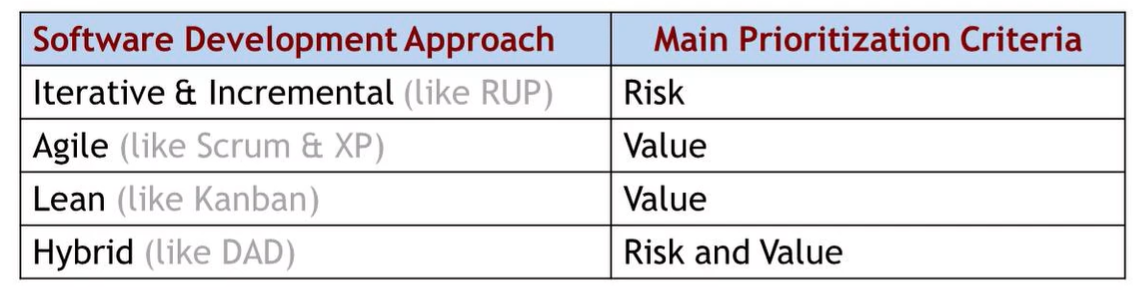 Software Development Approach Main Prioritization Criteria
Iterative & Incremental (like RUP) Risk
Agile (like Scrum & XP) Value
Lean (like Kanban) Value
Hybrid (like DAD) Risk and Value